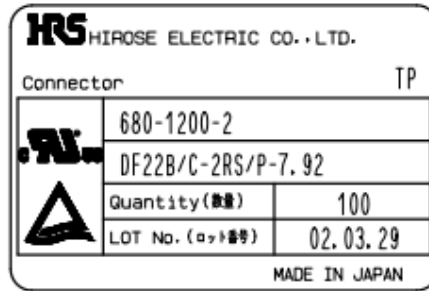 HRS HIROSE ELECTRIC CO.,LTD.
Connector TP
680-1200-2
DF22B/C-2RS/P-7.92
Quantity(数量) 100
LOT No.(ロット番号) 02.03.29
MADE IN JAPAN